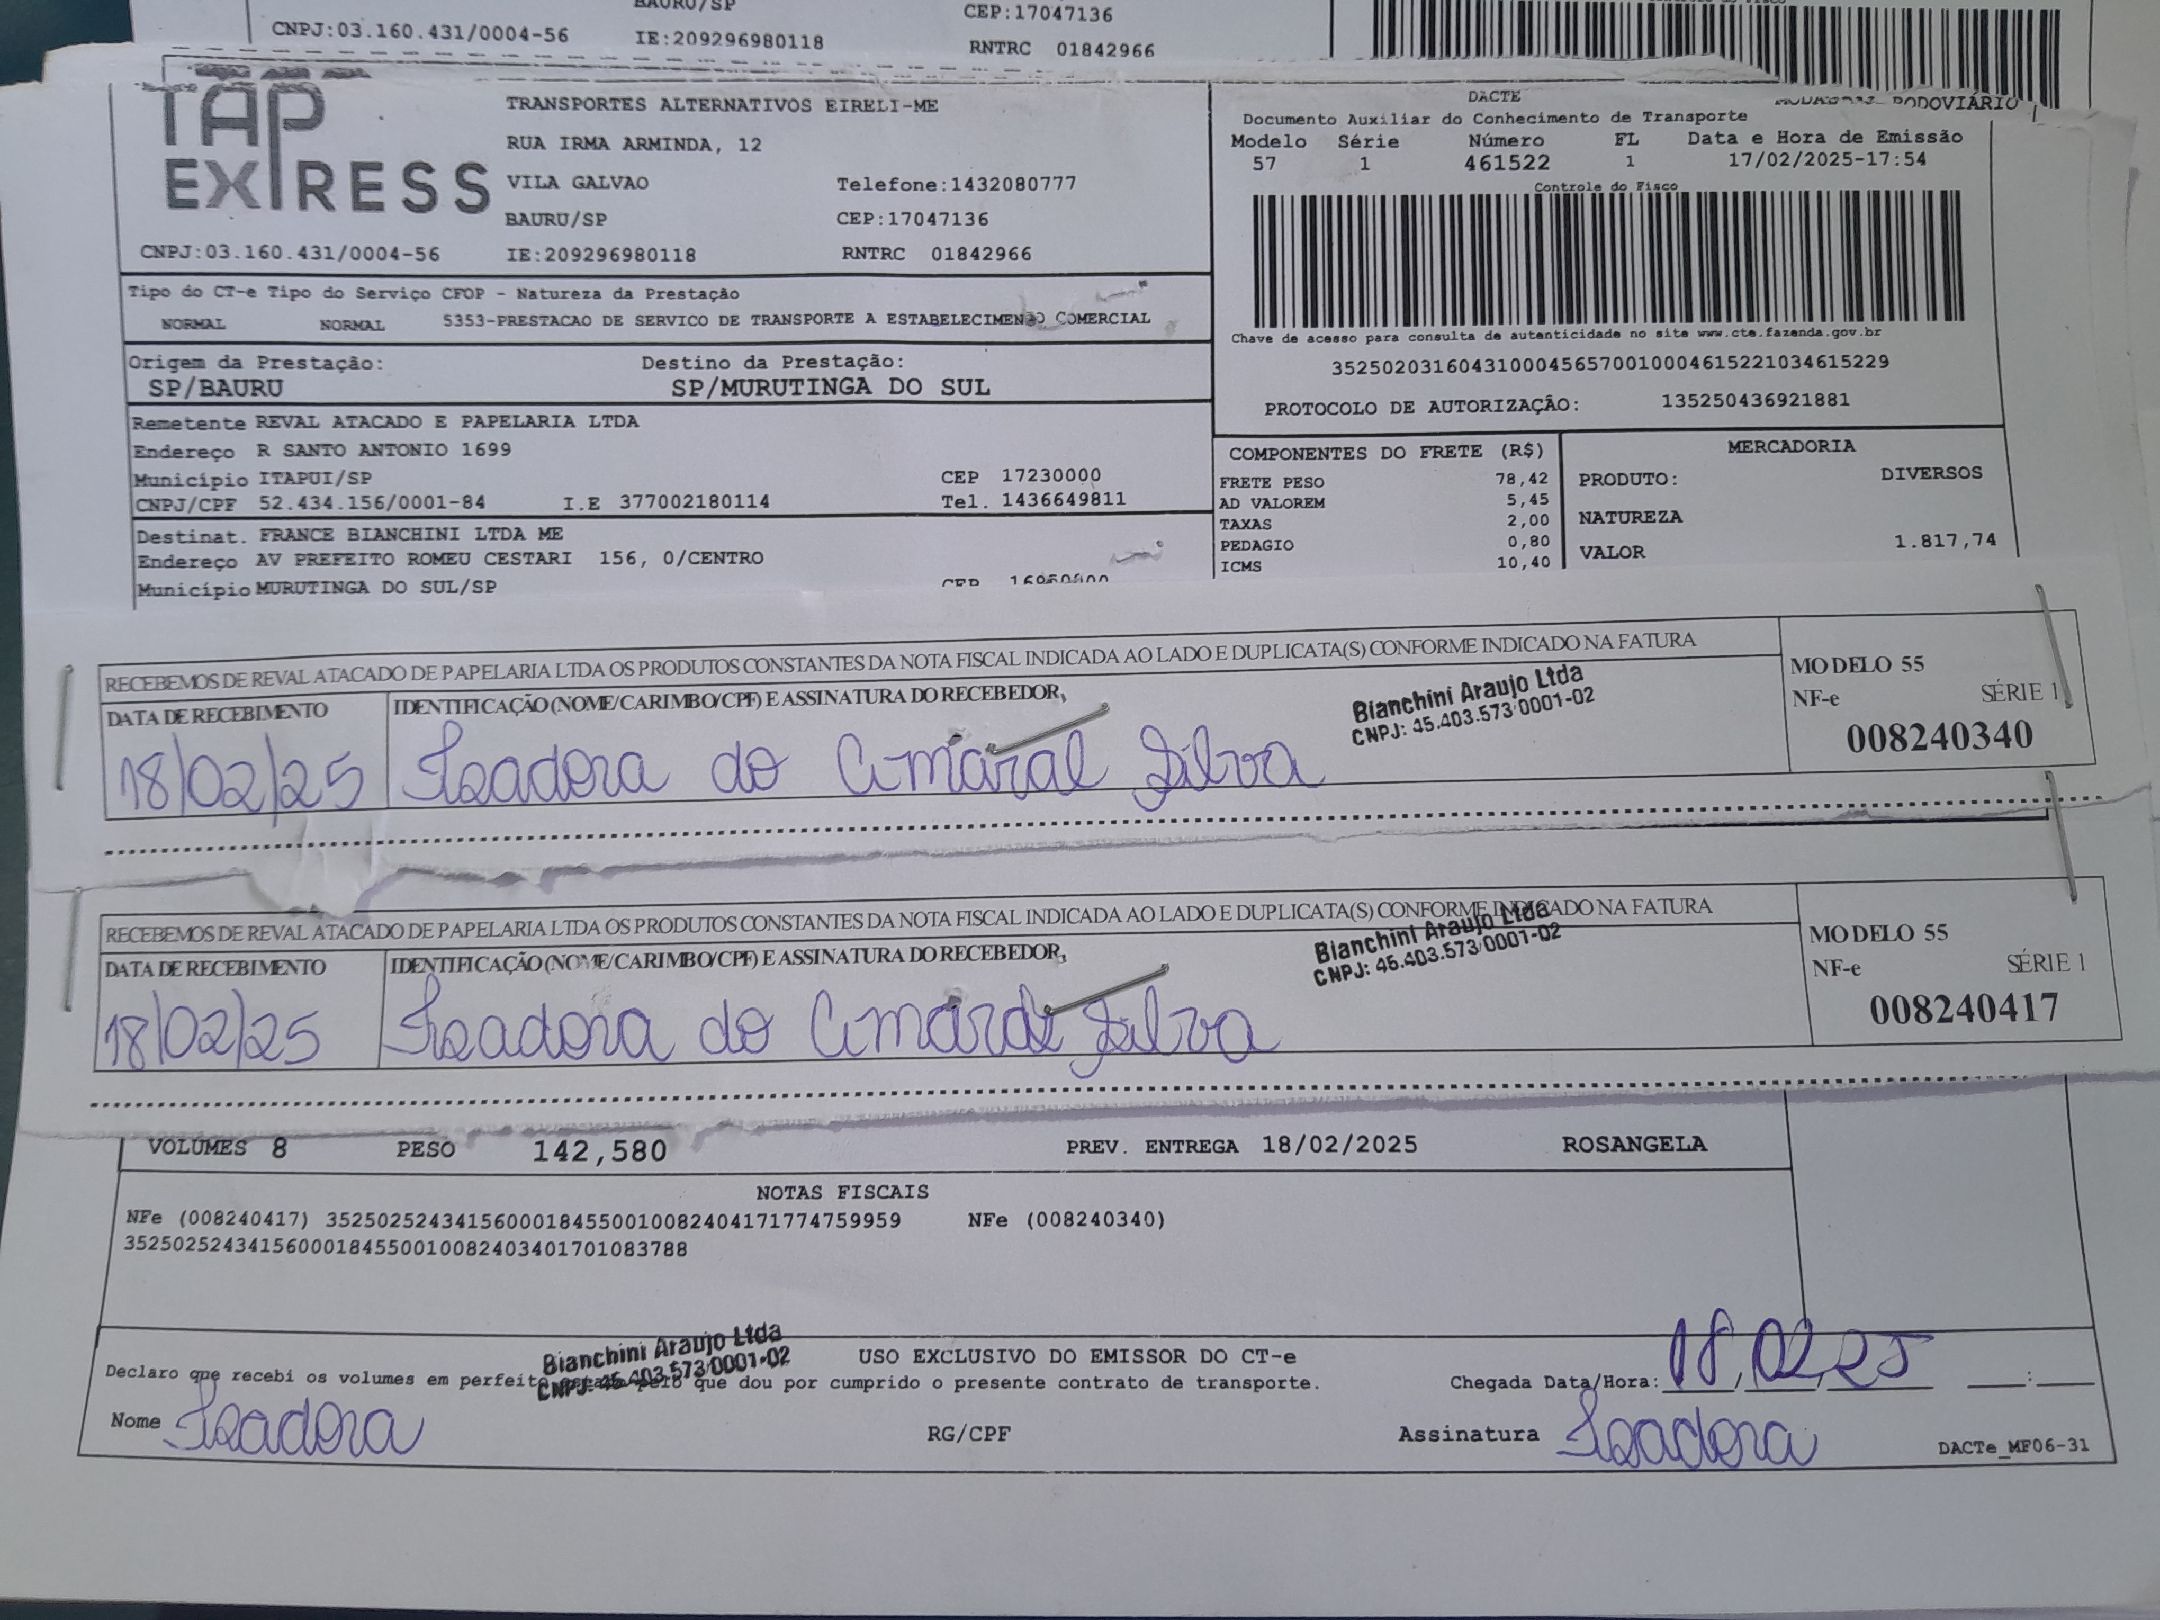 BAURU/SP
CEP:17047136
CNPJ:03.160.431/0004-56 IE:209296980118 RNTRC 01842966
TAP EXPRESS
TRANSPORTES ALTERNATIVOS EIRELI-ME
RUA IRMA ARMINDA, 12
VILA GALVAO Telefone:1432080777
BAURU/SP CEP:17047136
CNPJ:03.160.431/0004-56 IE:209296980118 RNTRC 01842966
DACTE
RODOVIÁRIO
Documento Auxiliar do Conhecimento de Transporte
Modelo Série Número FL Data e Hora de Emissão
57 1 461522 1 17/02/2025-17:54
Controle do Fisco
Chave de acesso para consulta de autenticidade no site www.cte.fazenda.gov.br
35250203160431000456570010004615221034615229
PROTOCOLO DE AUTORIZAÇÃO: 135250436921881
Tipo do CT-e Tipo do Serviço CFOP - Natureza da Prestação
NORMAL NORMAL 5353-PRESTACAO DE SERVICO DE TRANSPORTE A ESTABELECIMENTO COMERCIAL
Origem da Prestação: Destino da Prestação:
SP/BAURU SP/MURUTINGA DO SUL
Remetente REVAL ATACADO E PAPELARIA LTDA
Endereço R SANTO ANTONIO 1699
Município ITAPUI/SP CEP 17230000
CNPJ/CPF 52.434.156/0001-84 I.E 377002180114 Tel. 1436649811
Destinat. FRANCE BIANCHINI LTDA ME
Endereço AV PREFEITO ROMEU CESTARI 156, 0/CENTRO
Município MURUTINGA DO SUL/SP CEP
COMPONENTES DO FRETE (R$)
FRETE PESO 78,42
AD VALOREM 5,45
TAXAS 2,00
PEDAGIO 0,80
ICMS 10,40
MERCADORIA
PRODUTO: DIVERSOS
NATUREZA
VALOR 1.817,74
RECEBEMOS DE REVAL ATACADO DE PAPELARIA LTDA OS PRODUTOS CONSTANTES DA NOTA FISCAL INDICADA AO LADO E DUPLICATA(S) CONFORME INDICADO NA FATURA
DATA DE RECEBIMENTO IDENTIFICAÇÃO (NOME/CARIMBO/CPF) E ASSINATURA DO RECEBEDOR,
18/02/25 Izadora do Amaral Silva
Bianchini Araujo Ltda
CNPJ: 45.403.573/0001-02
MODELO 55
NF-e SÉRIE 1
008240340
RECEBEMOS DE REVAL ATACADO DE PAPELARIA LTDA OS PRODUTOS CONSTANTES DA NOTA FISCAL INDICADA AO LADO E DUPLICATA(S) CONFORME INDICADO NA FATURA
DATA DE RECEBIMENTO IDENTIFICAÇÃO (NOME/CARIMBO/CPF) E ASSINATURA DO RECEBEDOR,
18/02/25 Izadora do Amaral Silva
Bianchini Araujo Ltda
CNPJ: 45.403.573/0001-02
MODELO 55
NF-e SÉRIE 1
008240417
VOLUMES 8 PESO 142,580 PREV. ENTREGA 18/02/2025 ROSANGELA
NOTAS FISCAIS
NFe (008240417) 35250252434156000184550010082404171774759959 NFe (008240340)
35250252434156000184550010082403401701083788
Bianchini Araujo Ltda
CNPJ: 45.403.573/0001-02
USO EXCLUSIVO DO EMISSOR DO CT-e
Declaro que recebi os volumes em perfeito estado pelo que dou por cumprido o presente contrato de transporte. Chegada Data/Hora: 18/02/25 __:__
Nome Izadora RG/CPF Assinatura Izadora
DACTe_MF06-31